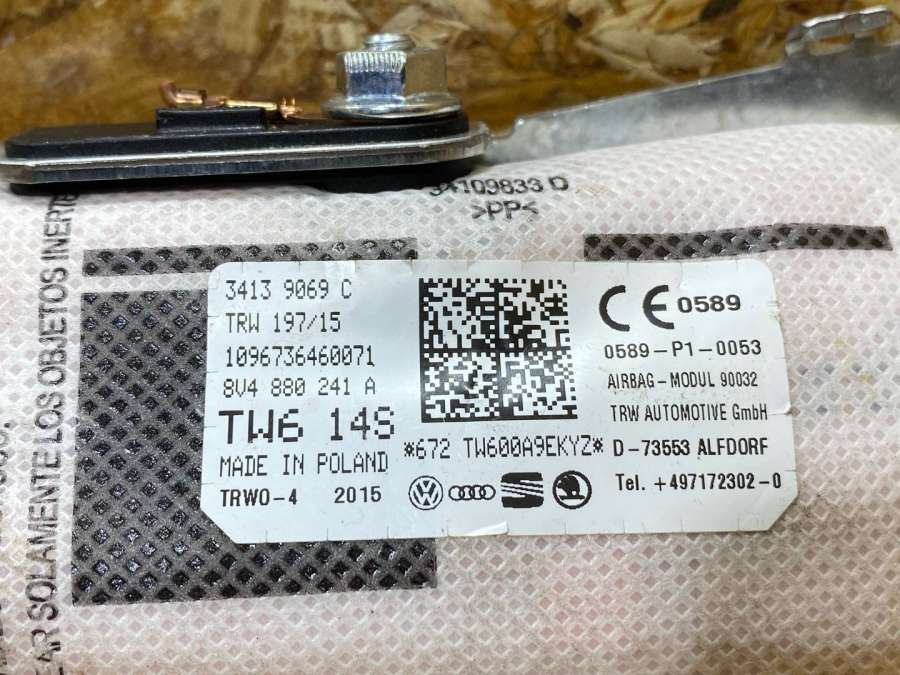 34109833 D
>PP<
3413 9069 C
TRW 197/15
1096736460071
8V4 880 241 A
TW6 14S
MADE IN POLAND
TRWO-4 2015
*672 TW600A9EKYZ*
CE 0589
0589-P1-0053
AIRBAG-MODUL 90032
TRW AUTOMOTIVE GmbH
D-73553 ALFDORF
Tel. +497172302-0
SOLAMENTE LOS OBJETOS INERTE